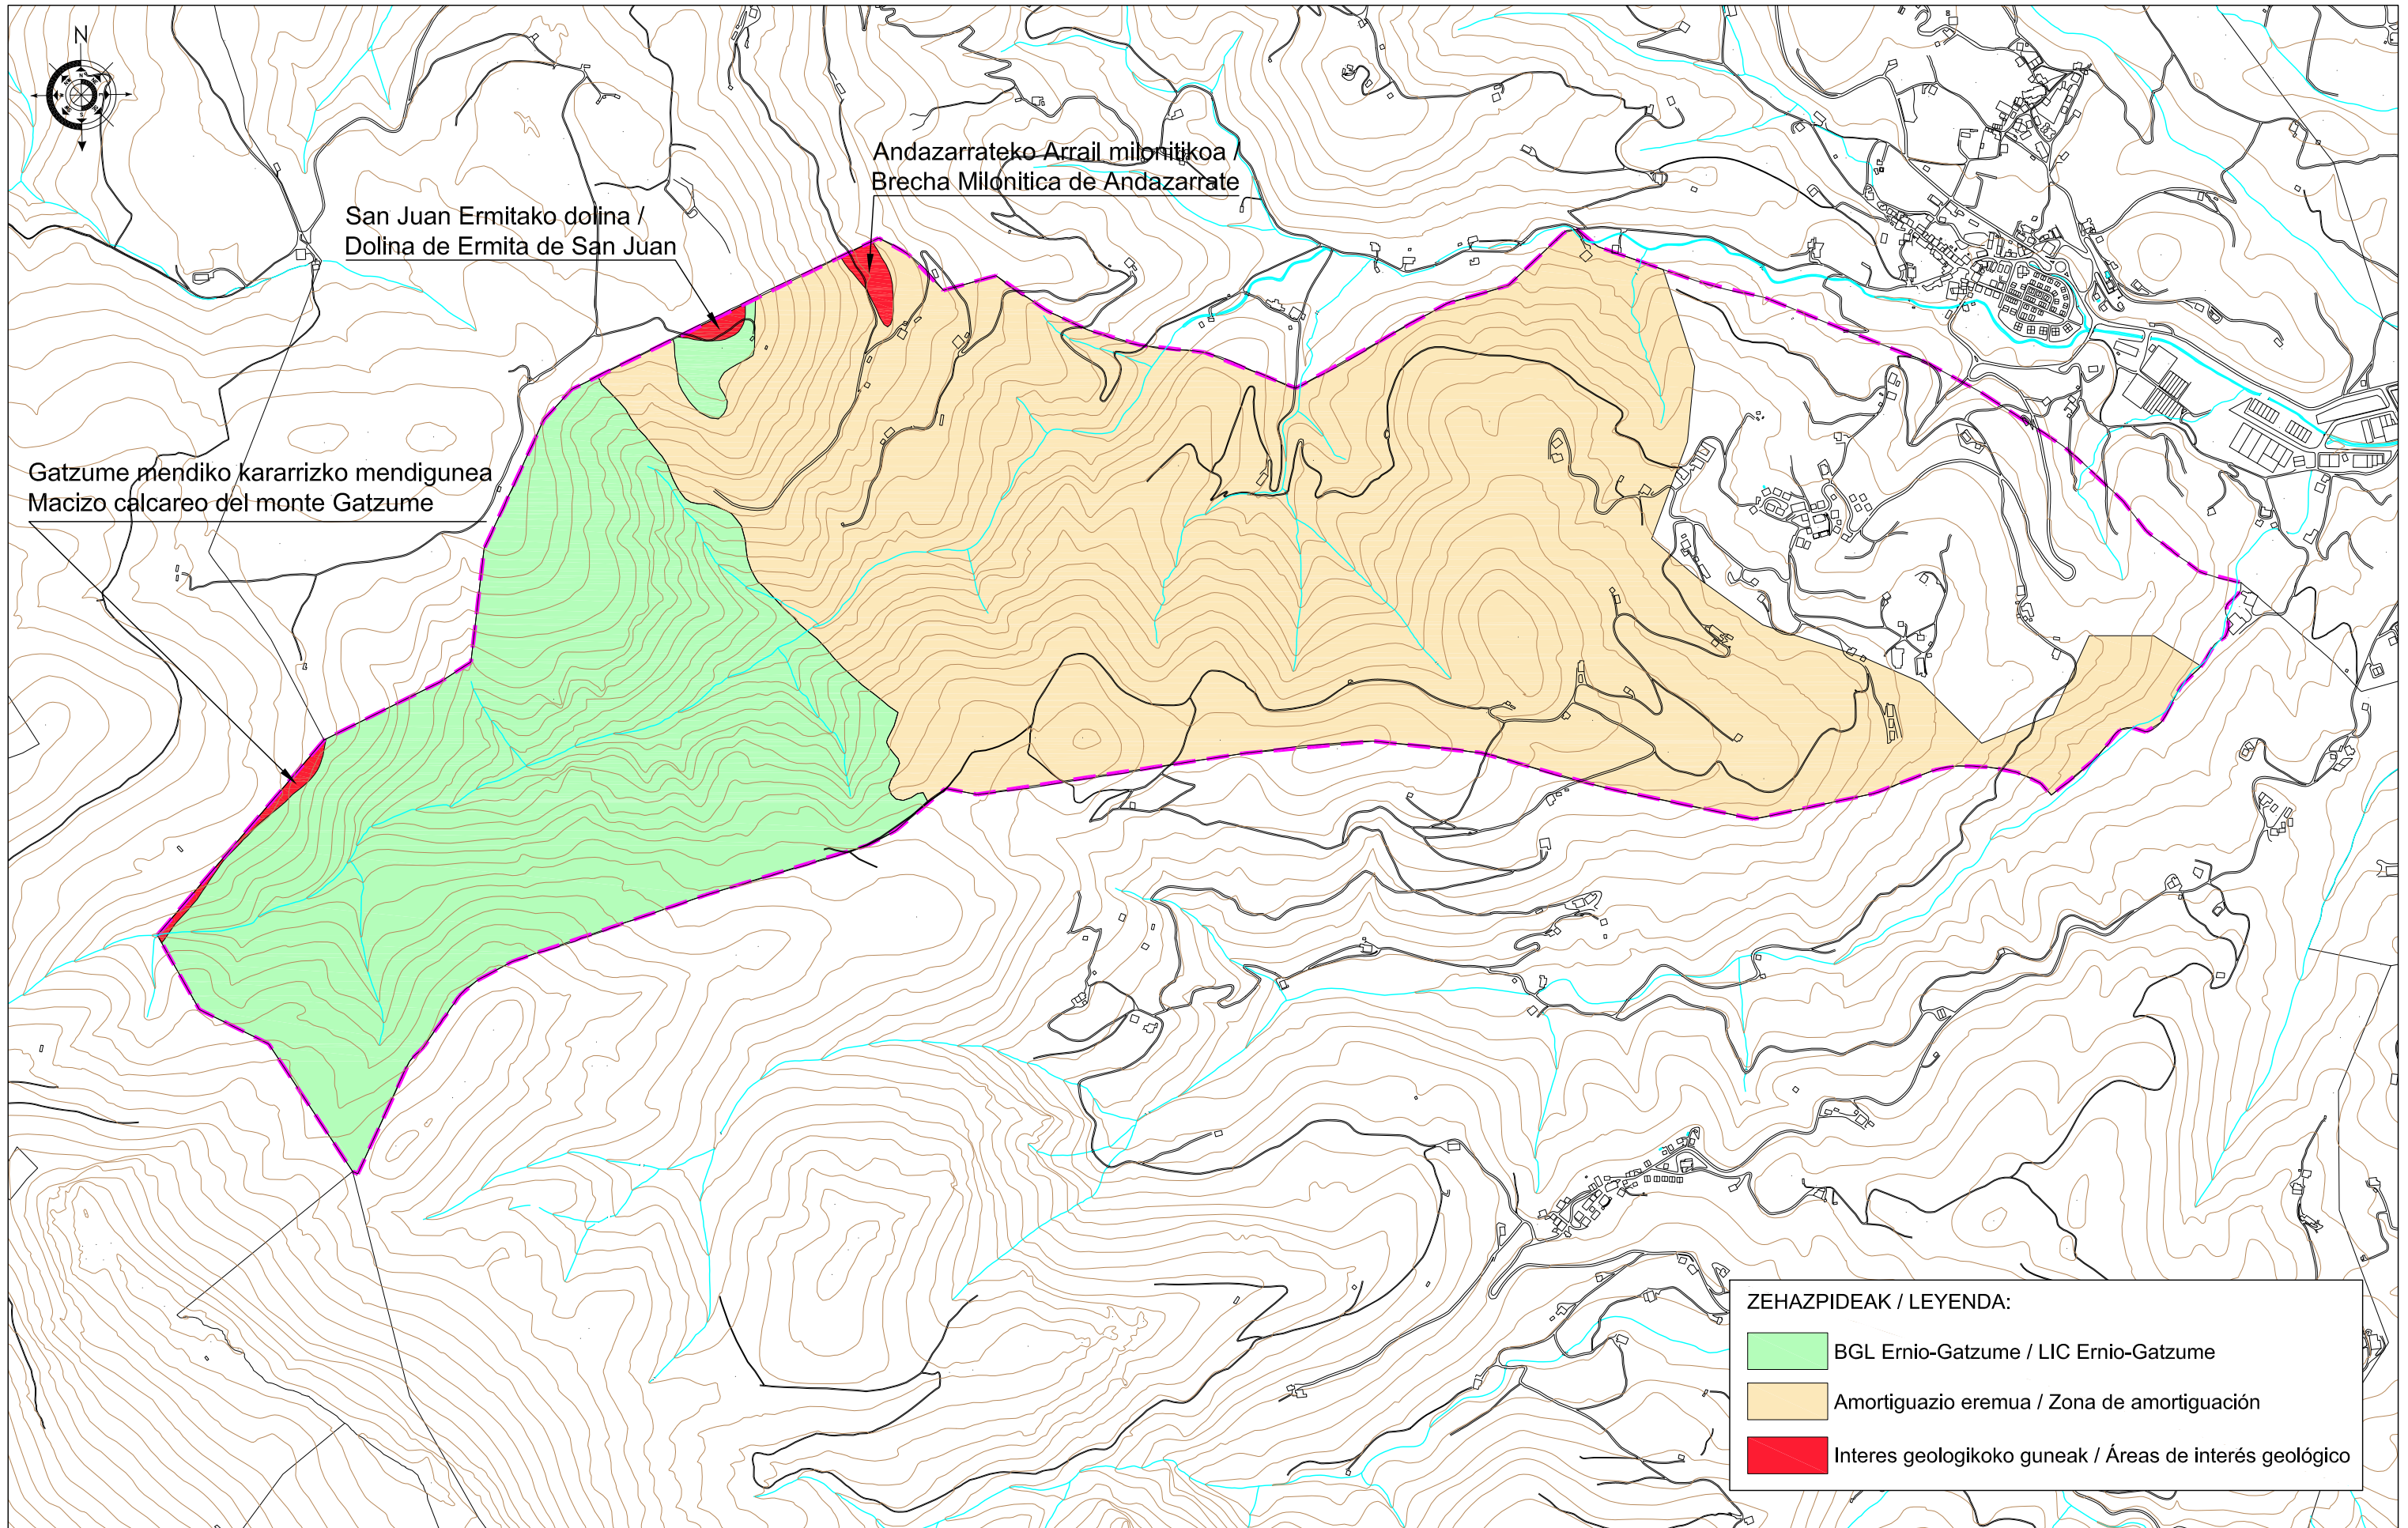 N
Andazarrateko Arrail milonitikoa /
Brecha Milonitica de Andazarrate
San Juan Ermitako dolina /
Dolina de Ermita de San Juan
Gatzume mendiko kararrizko mendigunea
Macizo calcareo del monte Gatzume
ZEHAZPIDEAK / LEYENDA:
BGL Ernio-Gatzume / LIC Ernio-Gatzume
Amortiguazio eremua / Zona de amortiguación
Interes geologikoko guneak / Áreas de interés geológico